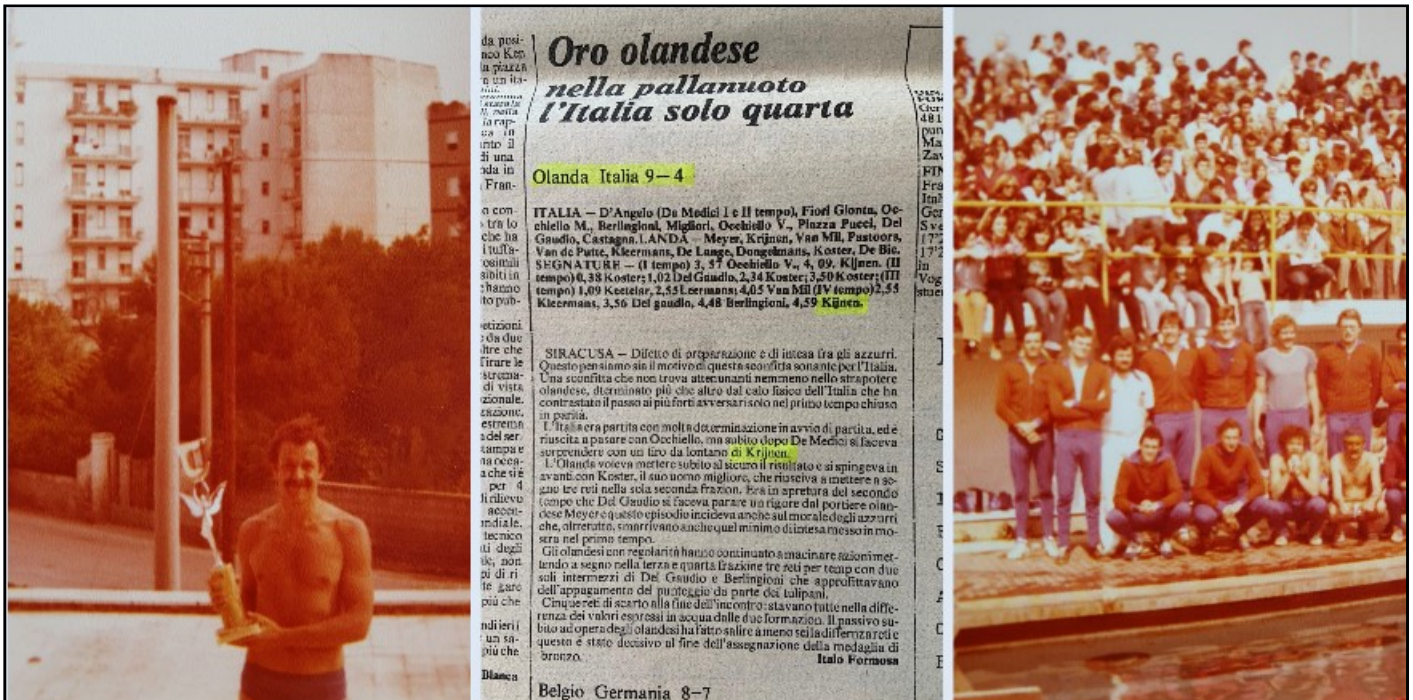 Oro olandese
nella pallanuoto
l'Italia solo quarta
Olanda Italia 9—4
ITALIA — D'Angelo (De Medici I e II tempo), Fiori Gionta, Oc-
chiello M., Berlingioni, Migliori, Occhiello V., Piazza Pucci, Del
Gaudio, Castagna.LANDA — Meyer, Krijnen, Van Mil, Pastoors,
Van de Putte, Kleermans, De Lange, Dongelmans, Koster, De Bie.
SEGNATURE — (I tempo) 3, 57 Occhiello V., 4, 09, Kijnen. (II
tempo) 0,38 Koster; 1,02 Del Gaudio, 2,34 Koster; 3,50 Koster; (III
tempo) 1,09 Keetelar, 2,55 Leermans; 4,05 Van Mil (IV tempo) 2,55
Kleermans, 3,56 Del gaudio, 4,48 Berlingioni, 4,59 Kijnen.
SIRACUSA — Difetto di preparazione e di intesa fra gli azzurri.
Questo pensiamo sia il motivo di questa sconfitta sonante per l'Italia.
Una sconfitta che non trova attenuanti nemmeno nello strapotere
olandese, dterminato più che altro dal calo fisico dell'Italia che ha
contrastato il passo ai più forti avversari solo nel primo tempo chiuso
in parità.
L'Italia era partita con molta determinazione in avvio di partita, ed è
riuscita a pasare con Occhiello, ma subito dopo De Medici si faceva
sorprendere con un tiro da lontano di Krijnen.
L'Olanda voleva mettere subito al sicuro il risultato e si spingeva in
avanti con Koster, il suo uomo migliore, che riusciva a mettere a se-
gno tre reti nella sola seconda frazion. Era in apretura del secondo
tempo che Del Gaudio si faceva parare un rigore dal portiere olan-
dese Meyer e questo episodio incideva anche sul morale degli azzurri
che, oltretutto, smarrivano anche quel minimo di intesa messo in mo-
stra nel primo tempo.
Gli olandesi con regolarità hanno continuato a macinare azioni met-
tendo a segno nella terza e quarta frazione tre reti per temp con due
soli intermezzi di Del Gaudio e Berlingioni che approfittavano
dell'appagamento del punteggio da parte dei tulipani.
Cinque reti di scarto alla fine dell'incontro: stavano tutte nella diffe-
renza dei valori espressi in acqua dalle due formazion. Il passivo su-
bito ad opera degli olandesi ha fatto salire a meno sei la differnza reti e
questo è stato decisivo al fine dell'assegnazione della medaglia di
bronzo.
Italo Formosa
Belgio Germania 8-7
Blanca